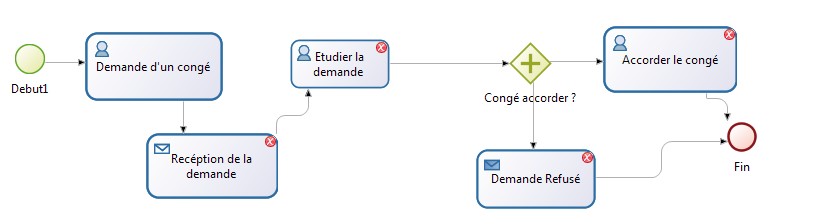 Debut1
Demande d'un congé
Recéption de la
demande
Etudier la
demande
Congé accorder ?
Accorder le congé
Demande Refusé
Fin